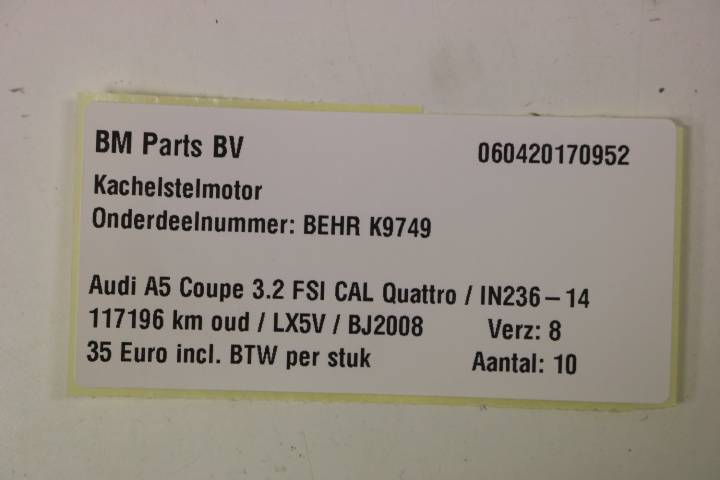 BM Parts BV 060420170952
Kachelstelmotor
Onderdeelnummer: BEHR K9749
Audi A5 Coupe 3.2 FSI CAL Quattro / IN236-14
117196 km oud / LX5V / BJ2008 Verz: 8
35 Euro incl. BTW per stuk Aantal: 10